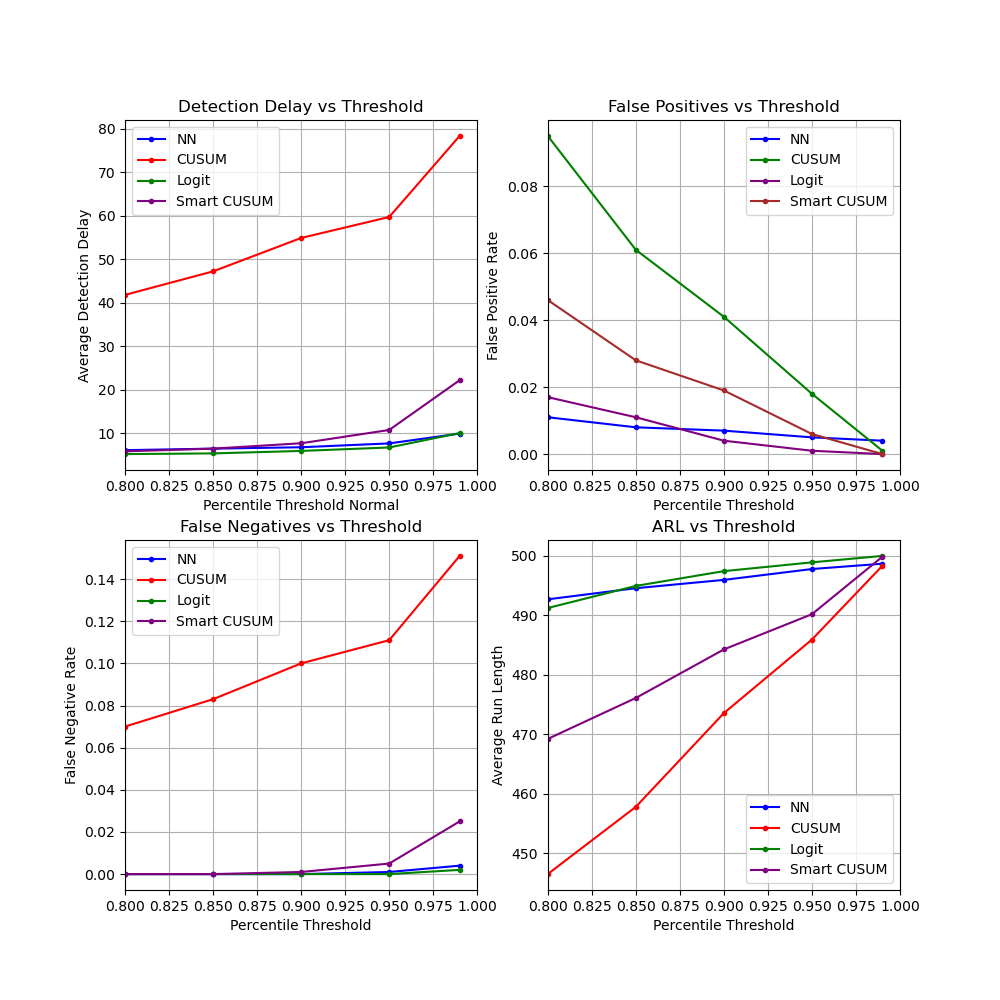 Detection Delay vs Threshold
80
70
60
50
40
30
20
10
Average Detection Delay
NN
CUSUM
Logit
Smart CUSUM
0.800 0.825 0.850 0.875 0.900 0.925 0.950 0.975 1.000
Percentile Threshold Normal
False Positives vs Threshold
0.08
0.06
0.04
0.02
0.00
False Positive Rate
NN
CUSUM
Logit
Smart CUSUM
0.800 0.825 0.850 0.875 0.900 0.925 0.950 0.975 1.000
Percentile Threshold
False Negatives vs Threshold
0.14
0.12
0.10
0.08
0.06
0.04
0.02
0.00
False Negative Rate
NN
CUSUM
Logit
Smart CUSUM
0.800 0.825 0.850 0.875 0.900 0.925 0.950 0.975 1.000
Percentile Threshold
ARL vs Threshold
500
490
480
470
460
450
Average Run Length
NN
CUSUM
Logit
Smart CUSUM
0.800 0.825 0.850 0.875 0.900 0.925 0.950 0.975 1.000
Percentile Threshold